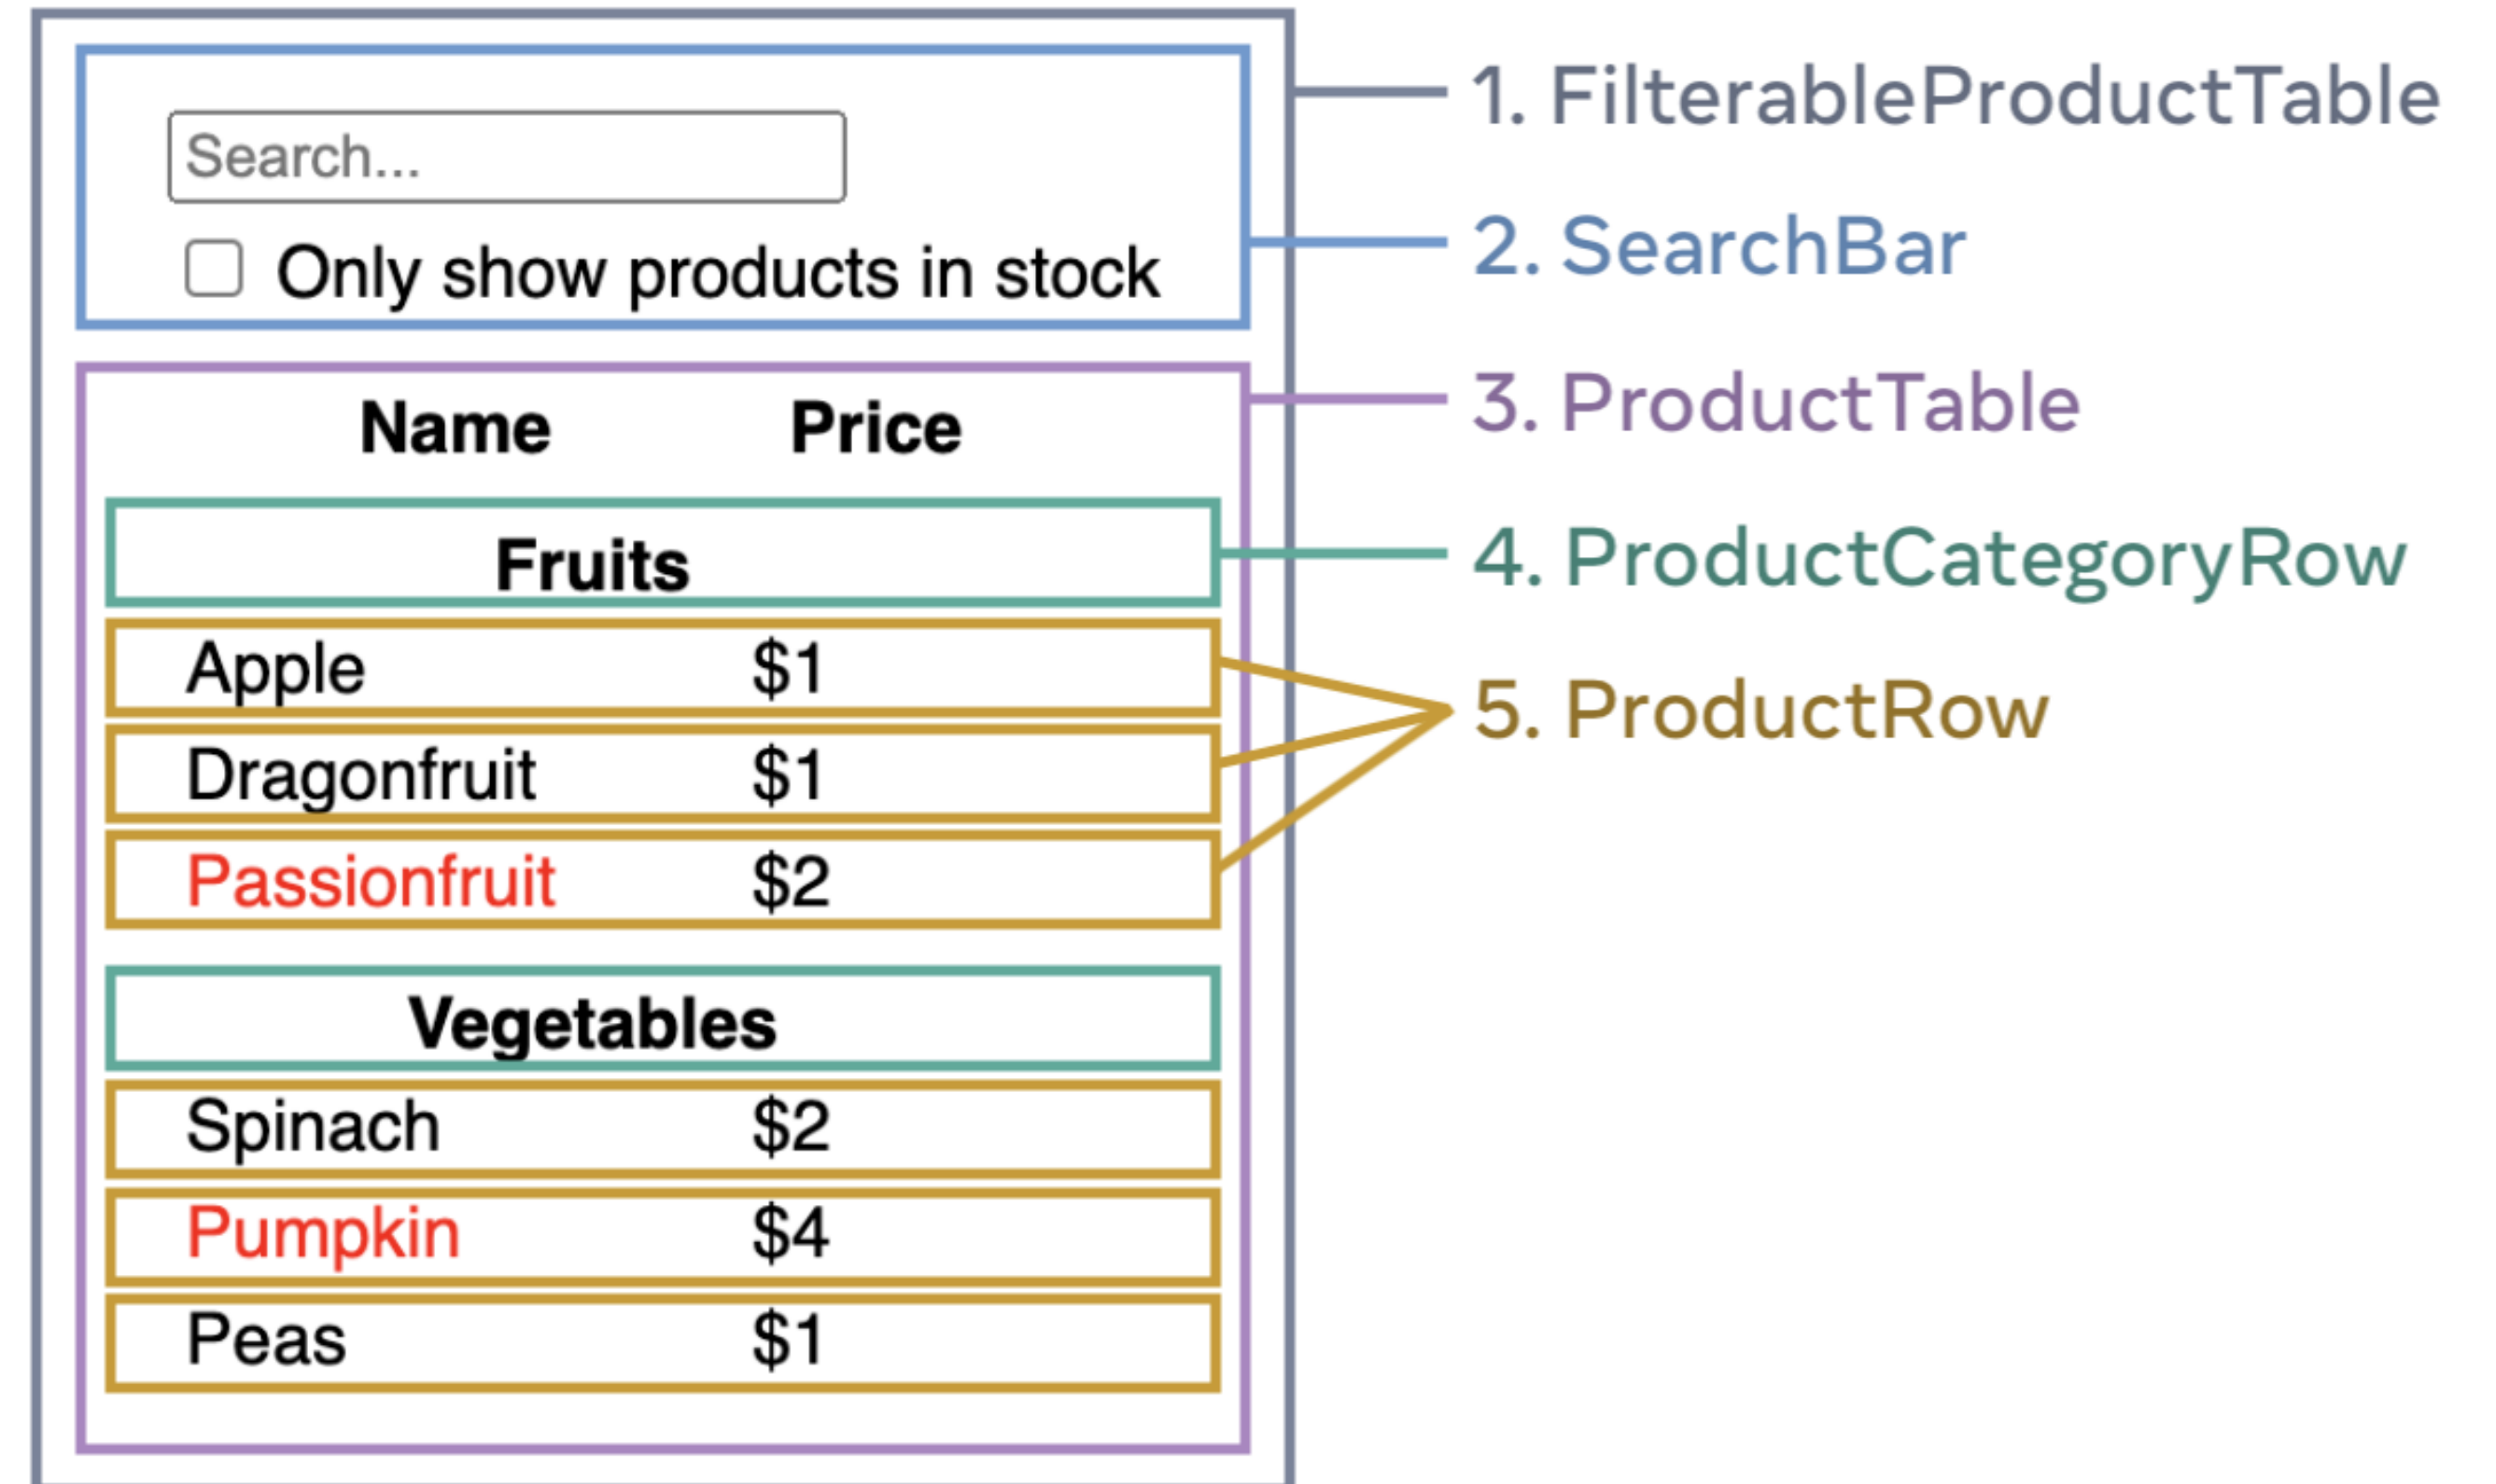 Search...
Only show products in stock
Name Price
Fruits
Apple $1
Dragonfruit $1
Passionfruit $2
Vegetables
Spinach $2
Pumpkin $4
Peas $1
1. FilterableProductTable
2. SearchBar
3. ProductTable
4. ProductCategoryRow
5. ProductRow